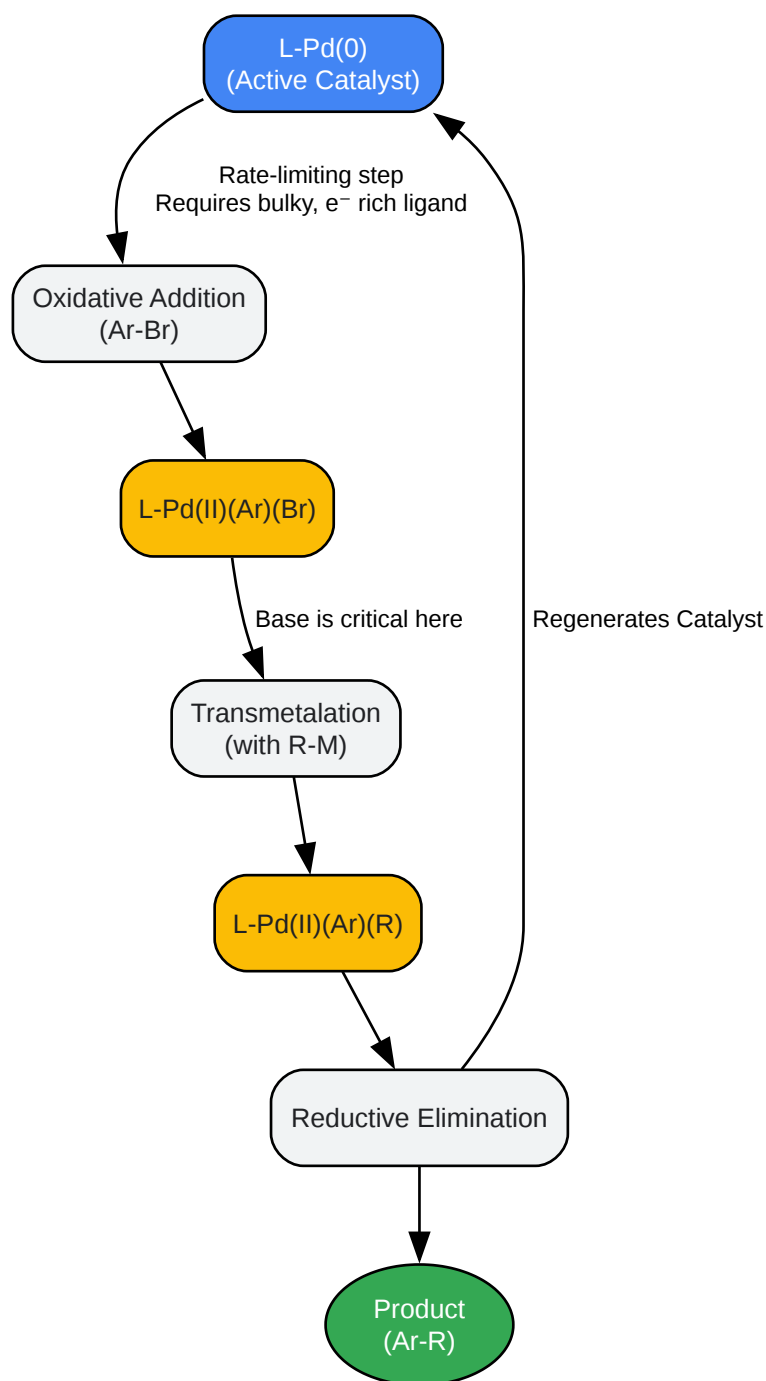 L-Pd(0)
(Active Catalyst)
Rate-limiting step
Requires bulky, e⁻ rich ligand
Oxidative Addition
(Ar-Br)
L-Pd(II)(Ar)(Br)
Base is critical here
Regenerates Catalyst
Transmetalation
(with R-M)
L-Pd(II)(Ar)(R)
Reductive Elimination
Product
(Ar-R)